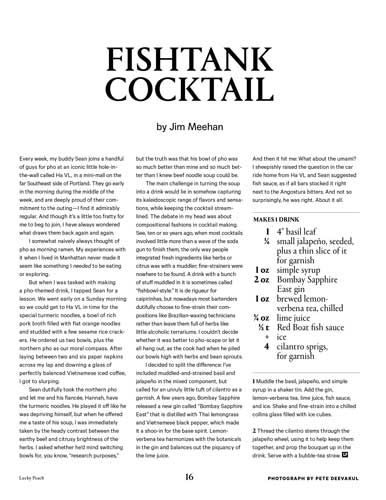 FISHTANK
COCKTAIL
by Jim Meehan
Every week, my buddy Sean joins a handful
of guys for pho at an iconic little hole-in-
the-wall called Ha VL, in a mini-mall on the
far Southeast side of Portland. They go early
in the morning during the middle of the
week, and are deeply proud of their com-
mitment to the outing—I find it admirably
regular. And though it's a little too fratty for
me to beg to join, I have always wondered
what draws them back again and again.
I somewhat naively always thought of
pho as morning ramen. My experiences with
it when I lived in Manhattan never made it
seem like something I needed to be eating
or exploring.
But when I was tasked with making
a pho-themed drink, I tapped Sean for a
lesson. We went early on a Sunday morning
so we could get to Ha VL in time for the
special turmeric noodles, a bowl of rich
pork broth filled with flat orange noodles
and studded with few sesame rice crack-
ers. He ordered us two bowls, plus the
northern pho as our moral compass. After
laying between two and six paper napkins
across my lap and downing a glass of
perfectly balanced Vietnamese iced coffee,
I got to slurping.
Sean dutifully took the northern pho
and let me and his fiancée, Hannah, have
the turmeric noodles. He played it off like he
was depriving himself, but when he offered
me a taste of his soup, I was immediately
taken by the heady contrast between the
earthy beef and citrusy brightness of the
herbs. I asked whether he'd mind switching
bowls for, you know, "research purposes,"
but the truth was that his bowl of pho was
so much better than mine and so much bet-
ter than I knew beef noodle soup could be.
The main challenge in turning the soup
into a drink would lie in somehow capturing
its kaleidoscopic range of flavors and sensa-
tions, while keeping the cocktail stream-
lined. The debate in my head was about
compositional fashions in cocktail making.
See, ten or so years ago, when most cocktails
involved little more than a wave of the soda
gun to finish them, the only way people
integrated fresh ingredients like herbs or
citrus was with a muddler; fine-strainers were
nowhere to be found. A drink with a bunch
of stuff muddled in it is sometimes called
"fishbowl-style." It is de rigueur for
caipirinhas, but nowadays most bartenders
dutifully choose to fine-strain their com-
positions like Brazilian-waxing technicians
rather than leave them full of herbs like
little alcoholic terrariums. I couldn't decide
whether it was better to pho-scape or let it
all hang out, as the cook had when he piled
our bowls high with herbs and bean sprouts.
I decided to split the difference: I've
included muddled-and-strained basil and
jalapeño in the mixed component, but
called for an unruly little tuft of cilantro as a
garnish. A few years ago, Bombay Sapphire
released a new gin called "Bombay Sapphire
East" that is distilled with Thai lemongrass
and Vietnamese black pepper, which made
it a shoo-in for the base spirit. Lemon-
verbena tea harmonizes with the botanicals
in the gin and balances out the piquancy of
the lime juice.
And then it hit me: What about the umami?
I sheepishly raised the question in the car
ride home from Ha VL and Sean suggested
fish sauce, as if all bars stocked it right
next to the Angostura bitters. And not so
surprisingly, he was right. About it all.
MAKES 1 DRINK
1 4" basil leaf
¼ small jalapeño, seeded,
plus a thin slice of it
for garnish
1 oz simple syrup
2 oz Bombay Sapphire
East gin
1 oz brewed lemon-
verbena tea, chilled
¾ oz lime juice
½ t Red Boat fish sauce
+ ice
4 cilantro sprigs,
for garnish
1 Muddle the basil, jalapeño, and simple
syrup in a shaker tin. Add the gin,
lemon-verbena tea, lime juice, fish sauce,
and ice. Shake and fine-strain into a chilled
collins glass filled with ice cubes.
2 Thread the cilantro stems through the
jalapeño wheel, using it to help keep them
together, and prop the bouquet up in the
drink. Serve with a bubble-tea straw.
Lucky Peach
16
PHOTOGRAPH BY PETE DEEVAKUL